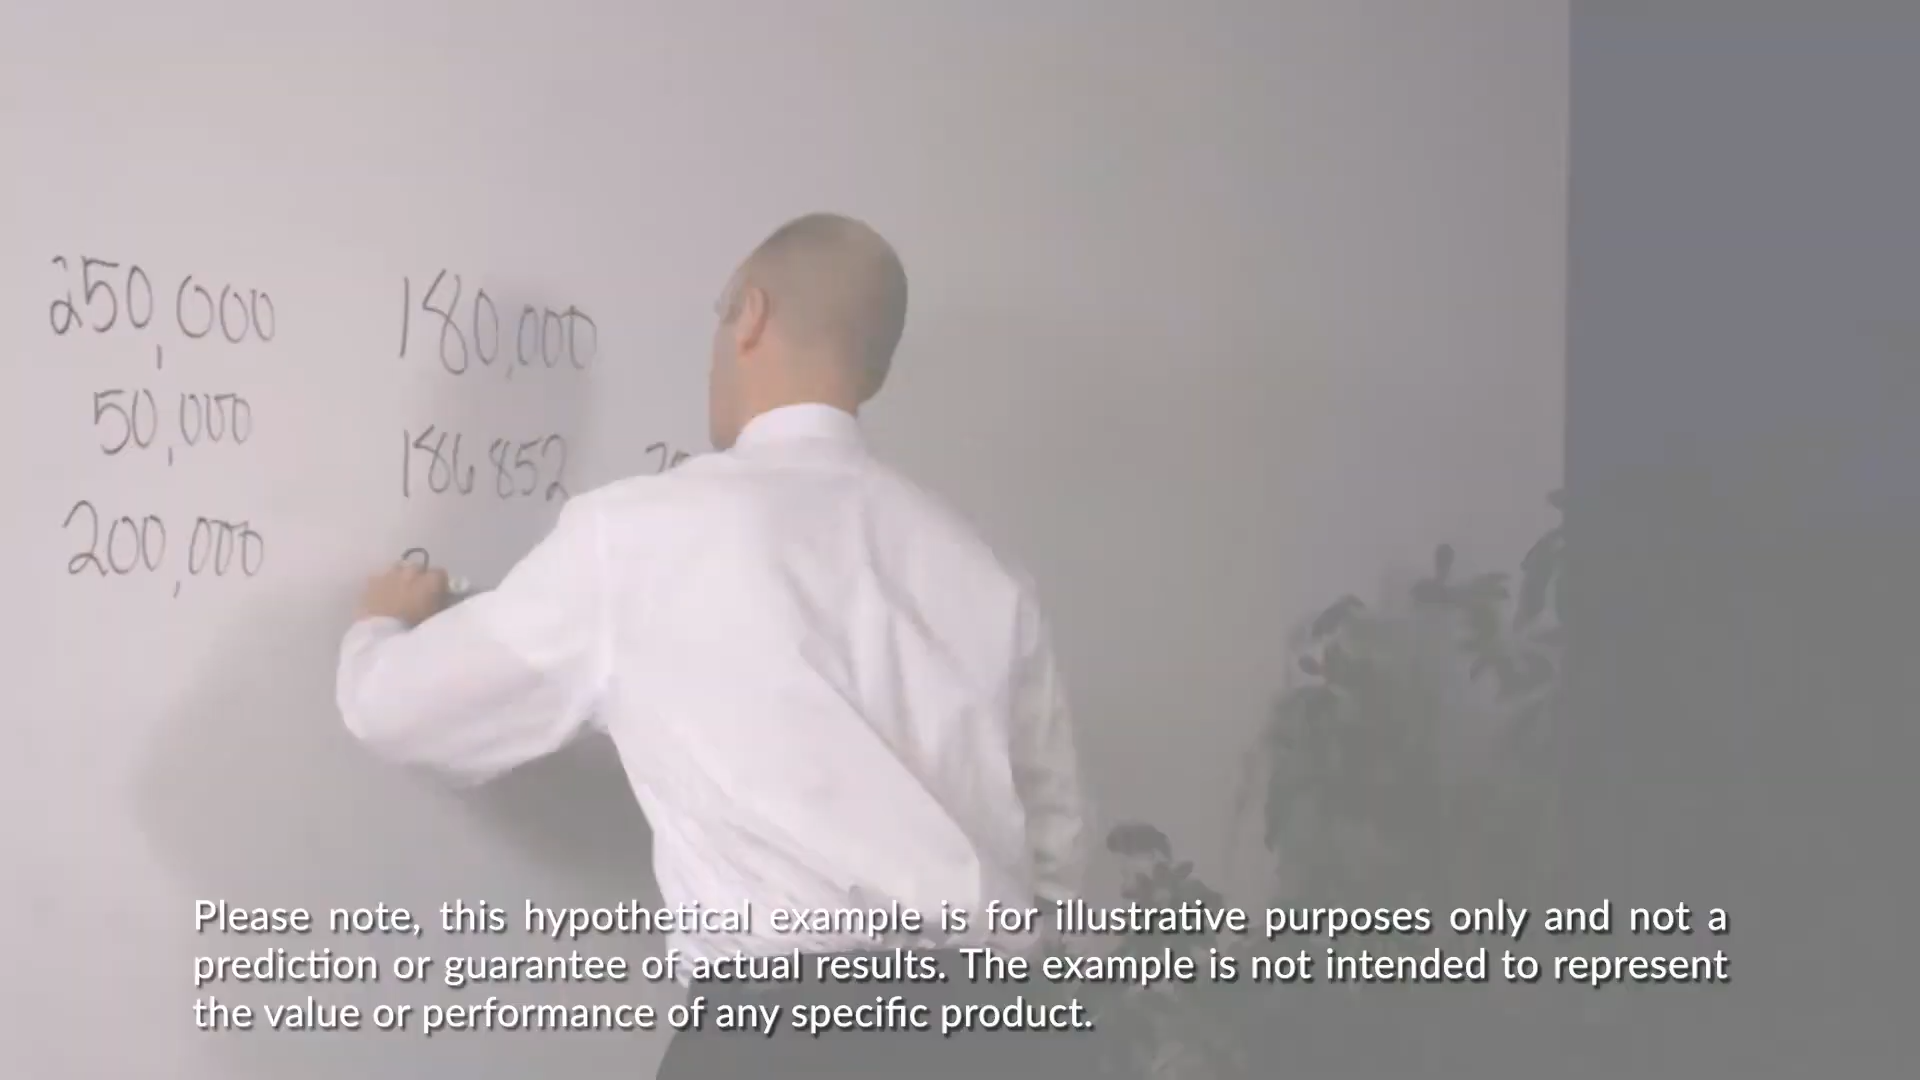 250,000 180,000
50,000 186 852
200,000
Please note, this hypothetical example is for illustrative purposes only and not a
prediction or guarantee of actual results. The example is not intended to represent
the value or performance of any specific product.